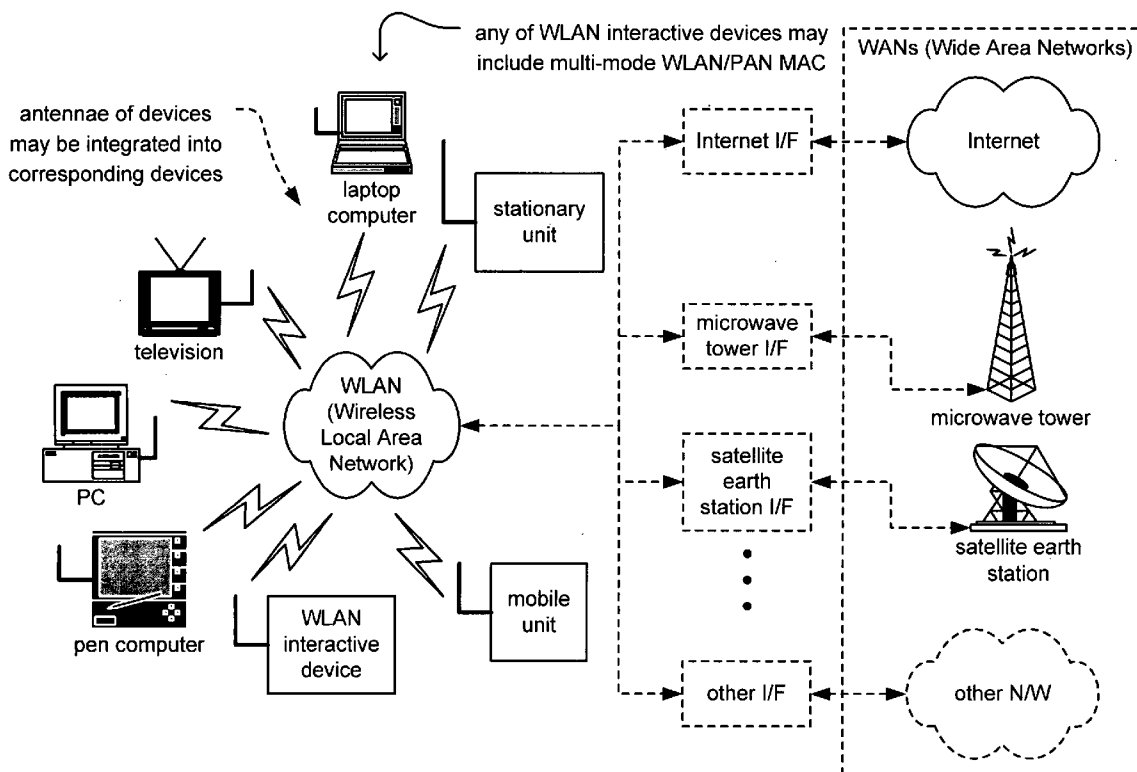 any of WLAN interactive devices may
include multi-mode WLAN/PAN MAC
WANs (Wide Area Networks)
antennae of devices
may be integrated into
corresponding devices
laptop
computer
stationary
unit
Internet I/F
Internet
television
microwave
tower I/F
microwave tower
WLAN
(Wireless
Local Area
Network)
PC
satellite
earth
station I/F
satellite earth
station
pen computer
WLAN
interactive
device
mobile
unit
other I/F
other N/W